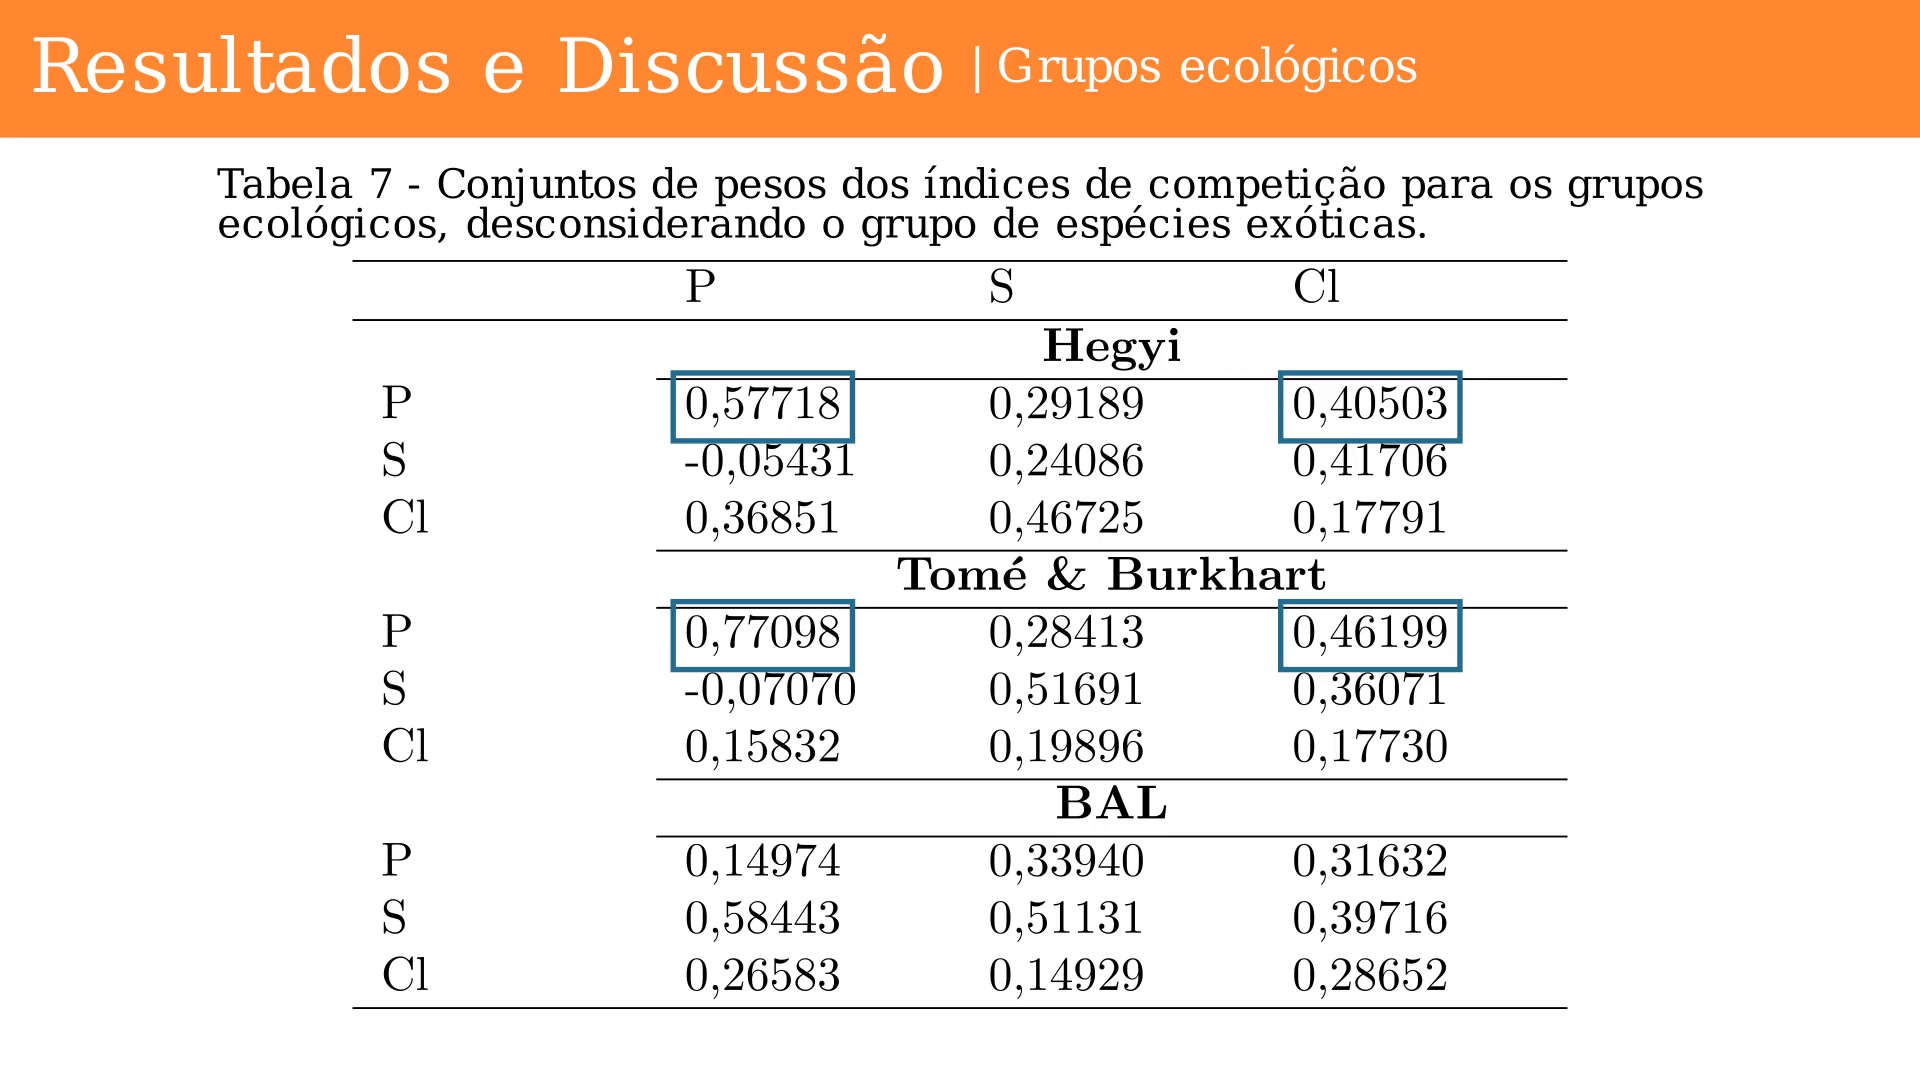 Resultados e Discussão | Grupos ecológicos
Tabela 7 - Conjuntos de pesos dos índices de competição para os grupos
ecológicos, desconsiderando o grupo de espécies exóticas.
P S Cl
Hegyi
P 0,57718 0,29189 0,40503
S -0,05431 0,24086 0,41706
Cl 0,36851 0,46725 0,17791
Tomé & Burkhart
P 0,77098 0,28413 0,46199
S -0,07070 0,51691 0,36071
Cl 0,15832 0,19896 0,17730
BAL
P 0,14974 0,33940 0,31632
S 0,58443 0,51131 0,39716
Cl 0,26583 0,14929 0,28652